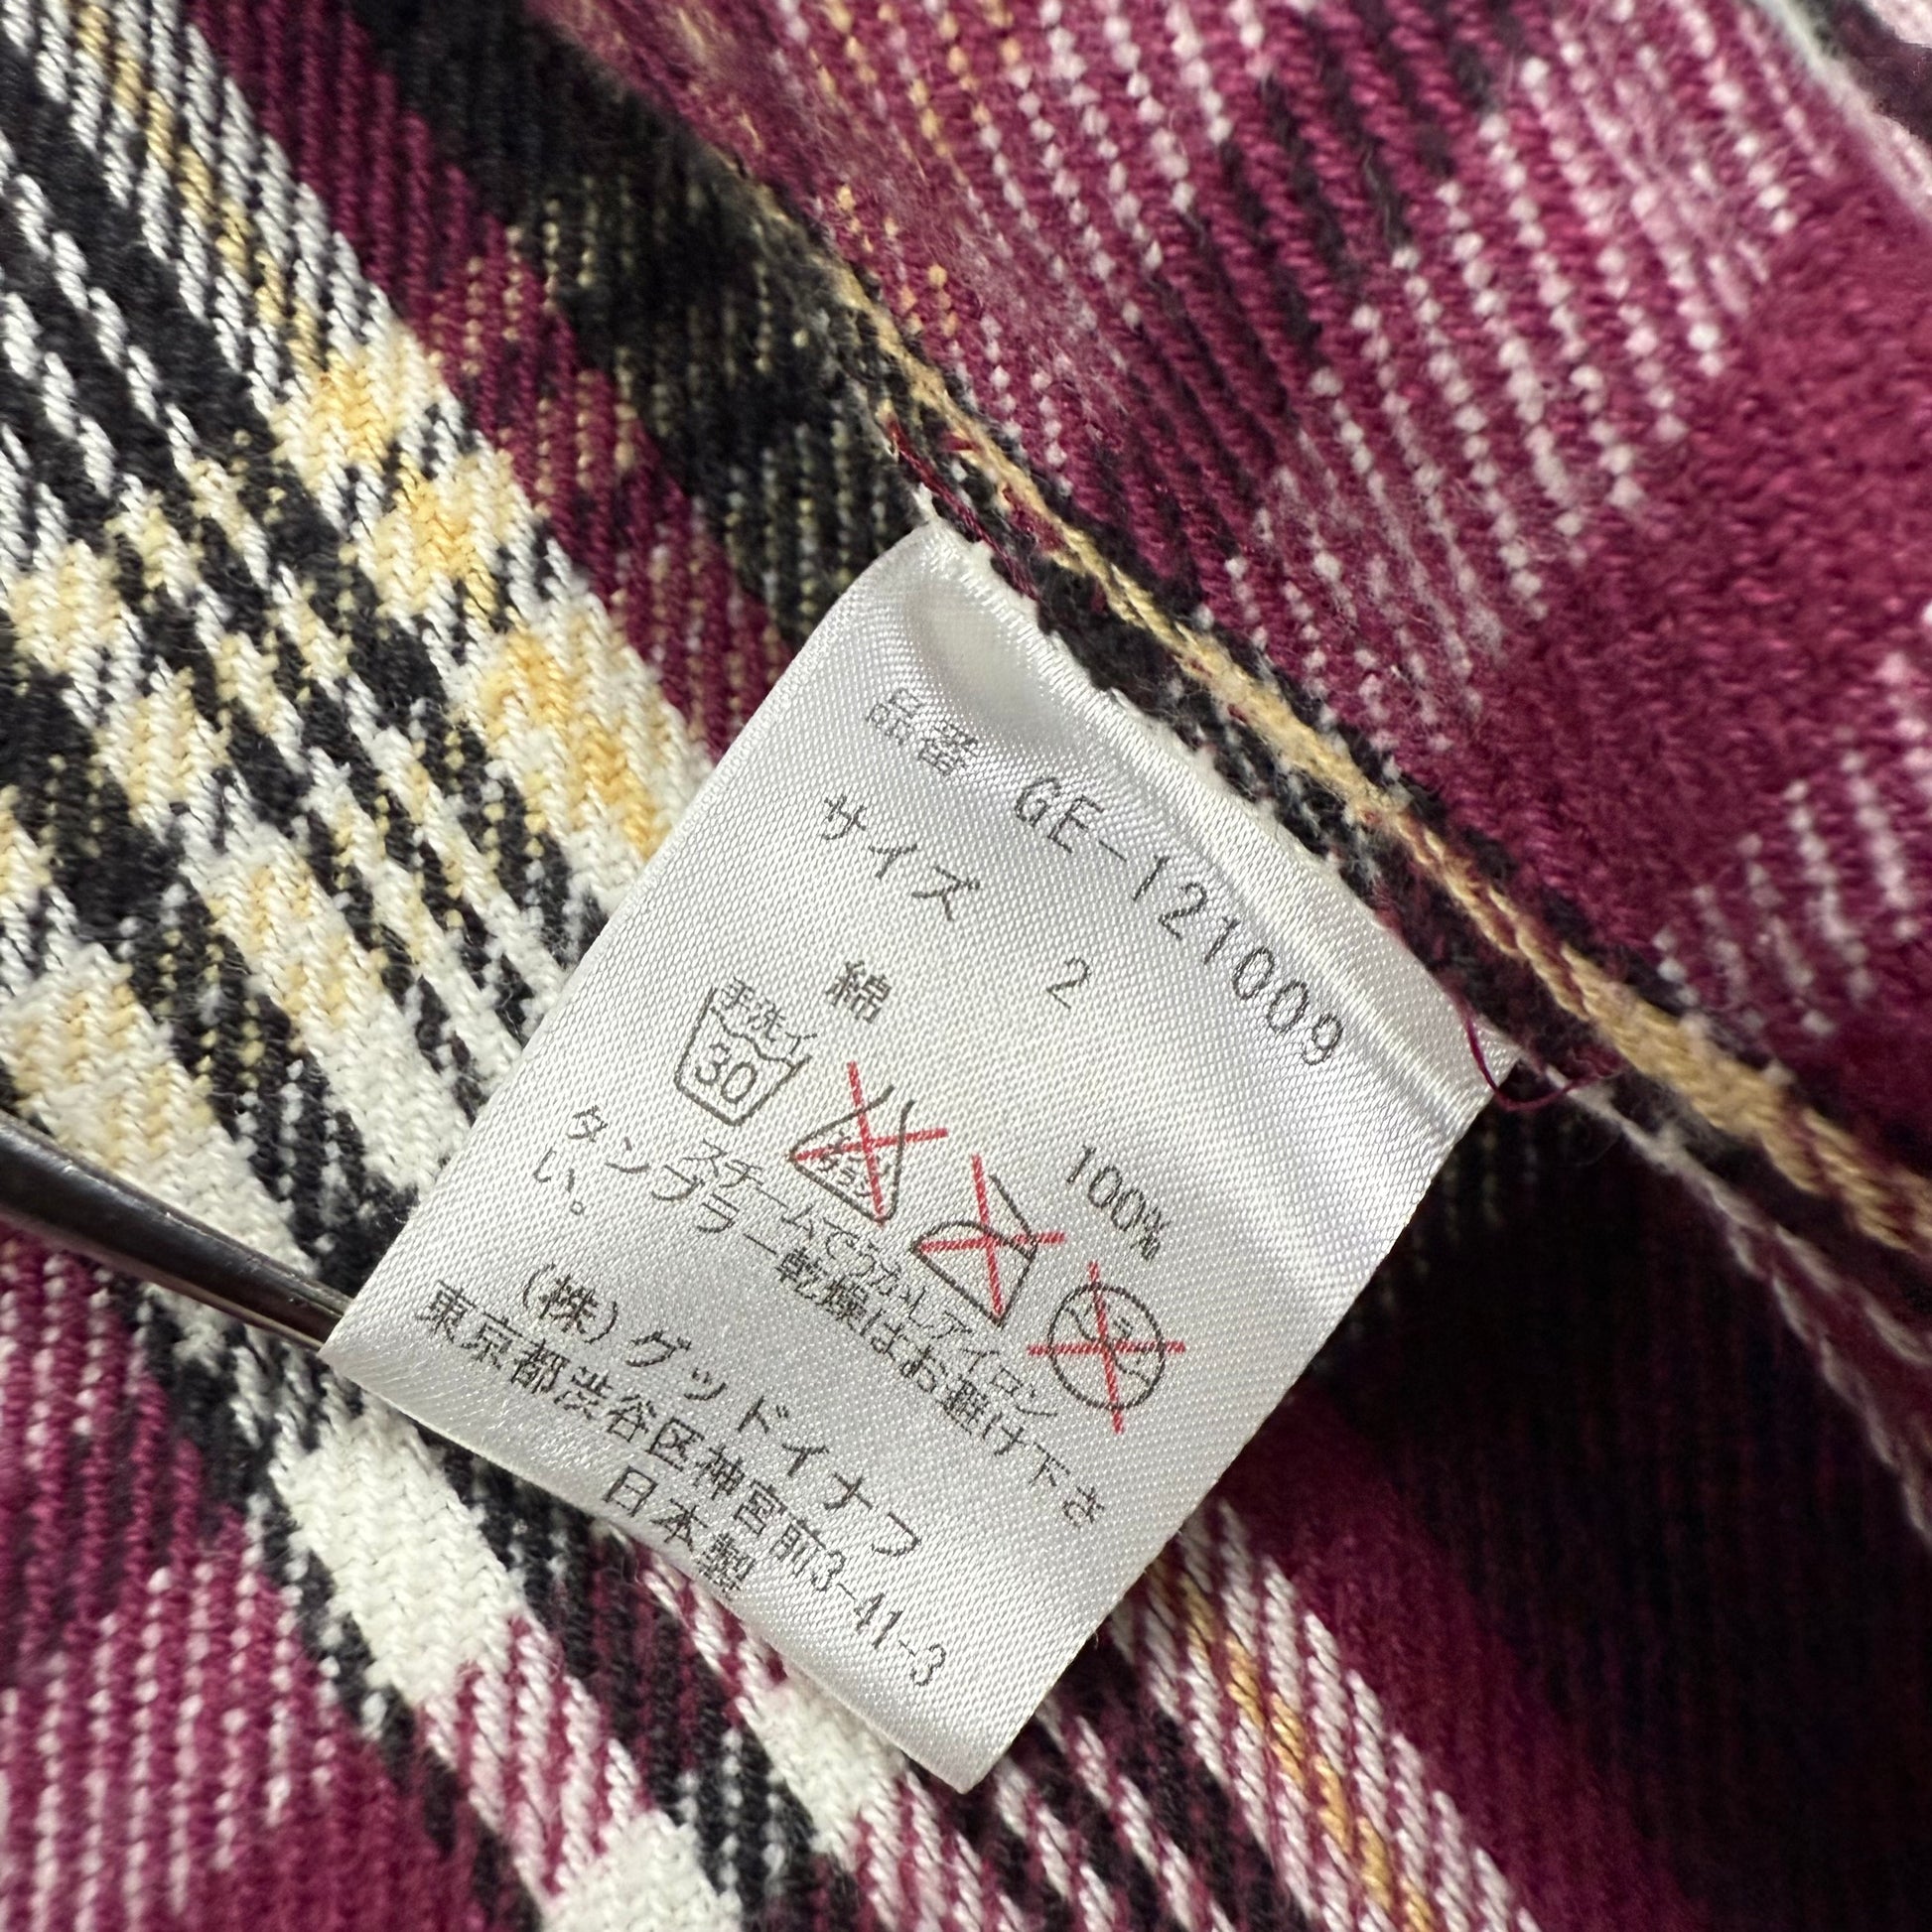 品番 GE-121009
サイズ 2
綿 100%
手洗イ
30
スチームでうかしアイロン
タンブラー乾燥はお避け下さ
い。
(株)グッドイナフ
東京都渋谷区神宮前3-41-3
日本製